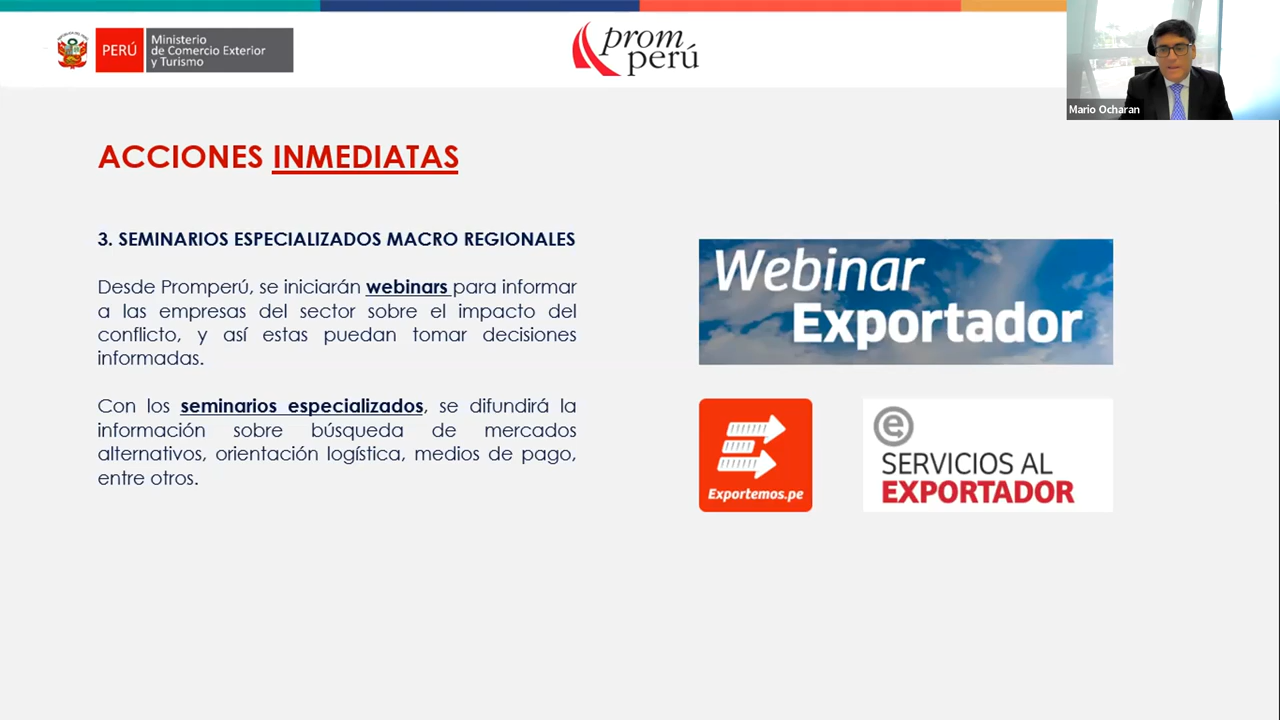 PERÚ
Ministerio
de Comercio Exterior
y Turismo
prom
perú
Mario Ocharan
ACCIONES INMEDIATAS
3. SEMINARIOS ESPECIALIZADOS MACRO REGIONALES
Desde Promperú, se iniciarán webinars para informar
a las empresas del sector sobre el impacto del
conflicto, y así estas puedan tomar decisiones
informadas.
Con los seminarios especializados, se difundirá la
información sobre búsqueda de mercados
alternativos, orientación logística, medios de pago,
entre otros.
Webinar
Exportador
Exportemos.pe
e
SERVICIOS AL
EXPORTADOR